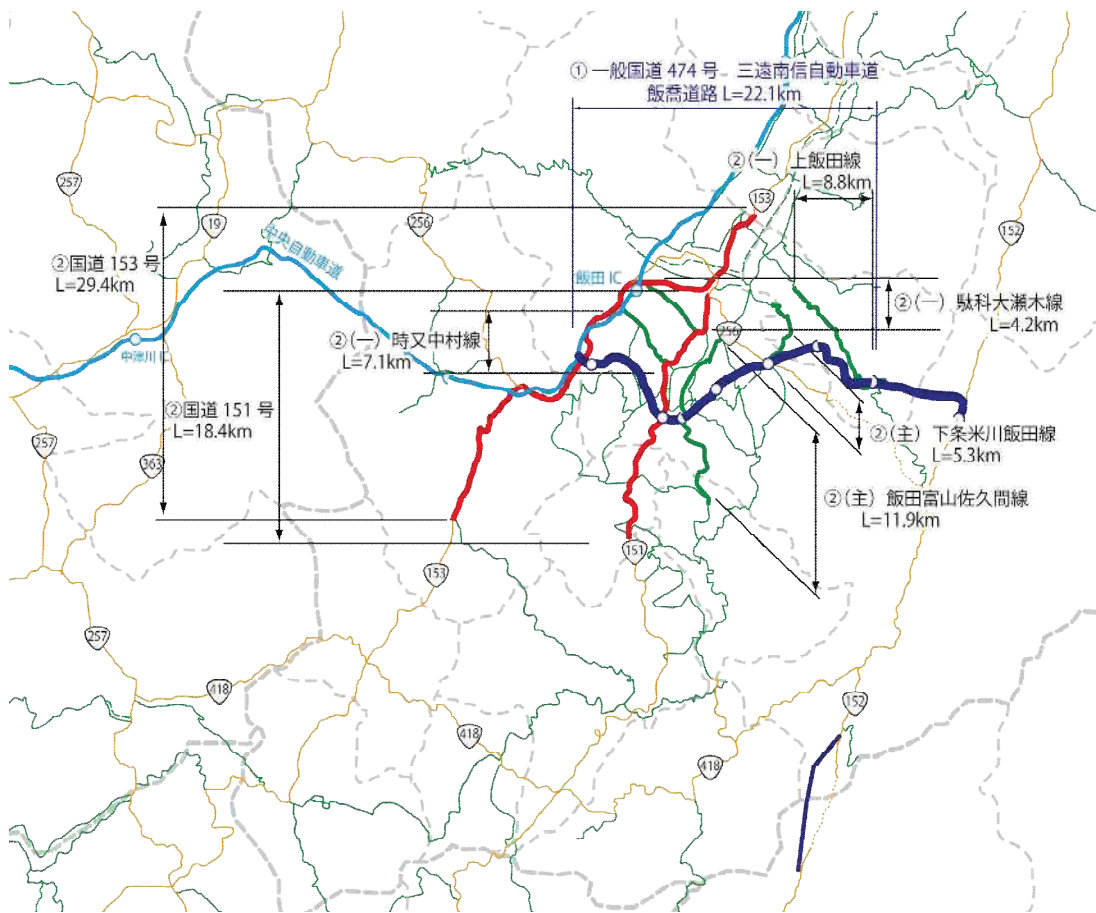 ① 一般国道 474 号　三遠南信自動車道
飯喬道路 L=22.1km
②(一)　上飯田線
L=8.8km
257
153
19
256
152
中央自動車道
②国道 153 号
L=29.4km
飯田 IC
②(一) 駄科大瀬木線
L=4.2km
256
②(一) 時又中村線
L=7.1km
中津川 IC
②国道 151 号
L=18.4km
257
363
②(主) 下条米川飯田線
L=5.3km
②(主) 飯田富山佐久間線
L=11.9km
151
153
257
418
152
418
418